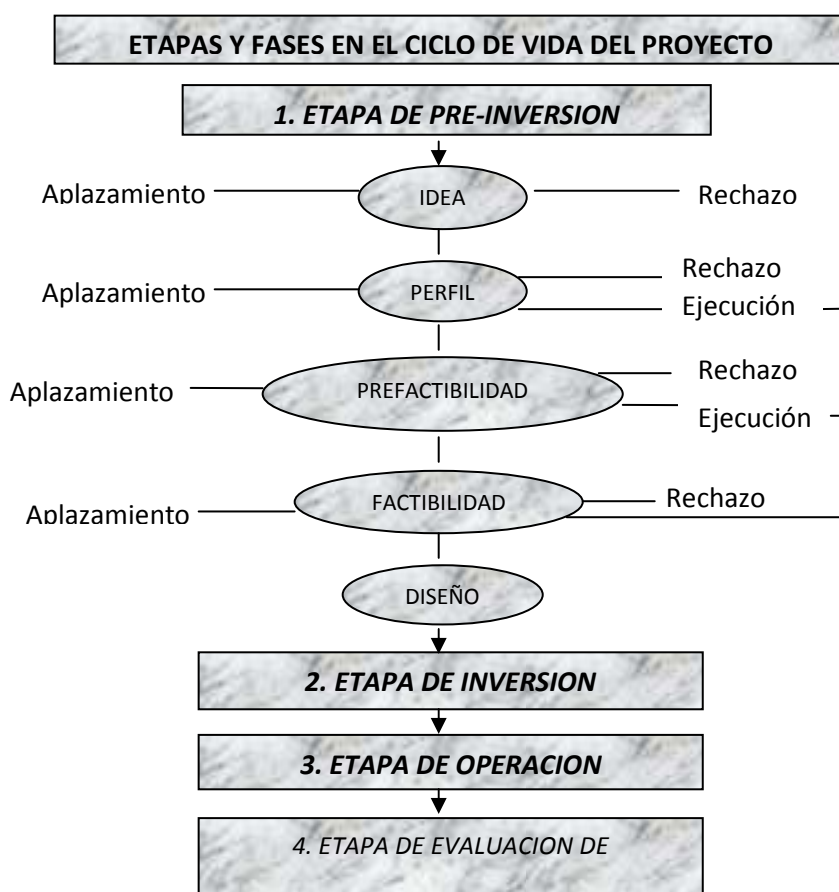 ETAPAS Y FASES EN EL CICLO DE VIDA DEL PROYECTO
1. ETAPA DE PRE-INVERSION
Aplazamiento IDEA Rechazo
Rechazo
Aplazamiento PERFIL
Ejecución
Rechazo
Aplazamiento PREFACTIBILIDAD
Ejecución
FACTIBILIDAD Rechazo
Aplazamiento
DISEÑO
2. ETAPA DE INVERSION
3. ETAPA DE OPERACION
4. ETAPA DE EVALUACION DE